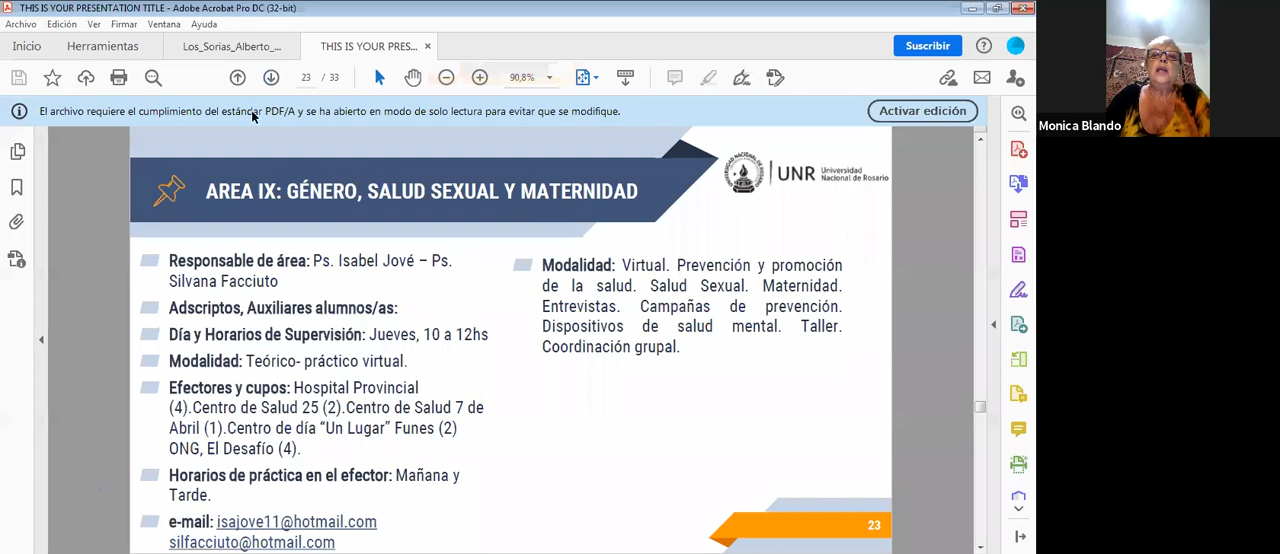 THIS IS YOUR PRESENTATION TITLE - Adobe Acrobat Pro DC (32-bit)
Archivo Edición Ver Firmar Ventana Ayuda
Inicio Herramientas Los_Sorias_Alberto_... THIS IS YOUR PRES... × Suscribir
23 / 33 90,8%
El archivo requiere el cumplimiento del estándar PDF/A y se ha abierto en modo de solo lectura para evitar que se modifique. Activar edición
Monica Blando
AREA IX: GÉNERO, SALUD SEXUAL Y MATERNIDAD
UNR Universidad
Nacional de Rosario
Responsable de área: Ps. Isabel Jové – Ps.
Silvana Facciuto
Adscriptos, Auxiliares alumnos/as:
Día y Horarios de Supervisión: Jueves, 10 a 12hs
Modalidad: Teórico- práctico virtual.
Efectores y cupos: Hospital Provincial
(4).Centro de Salud 25 (2).Centro de Salud 7 de
Abril (1).Centro de día “Un Lugar” Funes (2)
ONG, El Desafío (4).
Horarios de práctica en el efector: Mañana y
Tarde.
e-mail: isajove11@hotmail.com
silfacciuto@hotmail.com
Modalidad: Virtual. Prevención y promoción
de la salud. Salud Sexual. Maternidad.
Entrevistas. Campañas de prevención.
Dispositivos de salud mental. Taller.
Coordinación grupal.
23